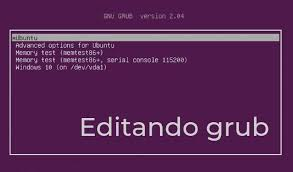 GNU GRUB version 2.04
*Ubuntu
Advanced options for Ubuntu
Memory test (memtest86+)
Memory test (memtest86+, serial console 115200)
Windows 10 (on /dev/vda1)
Editando grub